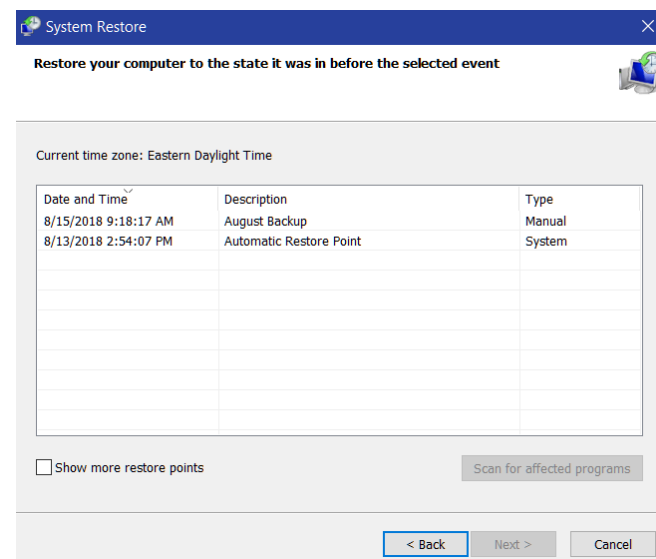 System Restore
Restore your computer to the state it was in before the selected event
Current time zone: Eastern Daylight Time
Date and Time Description Type
8/15/2018 9:18:17 AM August Backup Manual
8/13/2018 2:54:07 PM Automatic Restore Point System
Show more restore points Scan for affected programs
< Back Next > Cancel